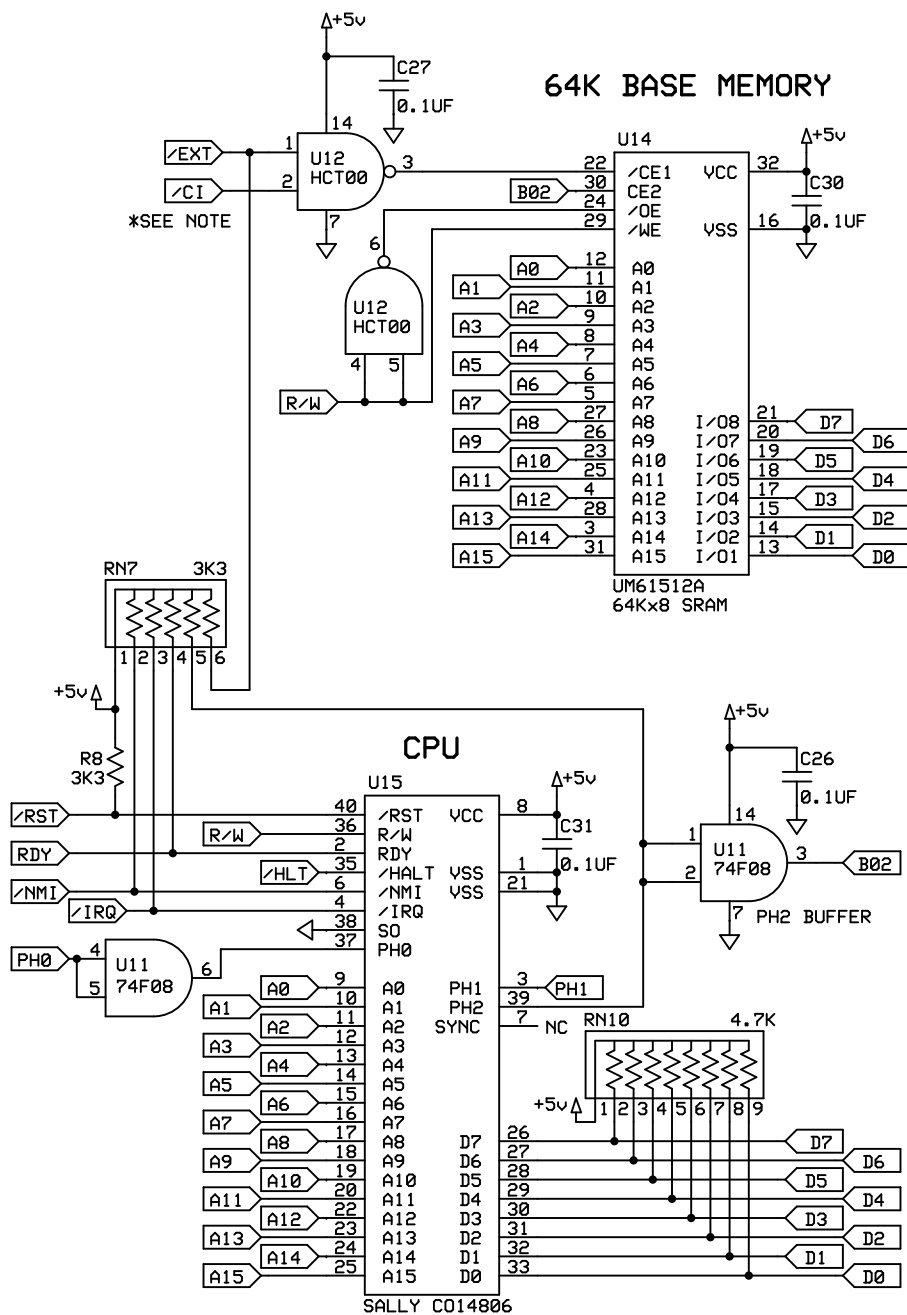 +5v
C27
0.1UF
64K BASE MEMORY
14
/EXT 1 U12 HCT00 3
/CI 2
*SEE NOTE
7
6
U12
HCT00
4 5
R/W
U14
+5v
22 /CE1 VCC 32
B02 30 CE2
C30
24 /OE
29 /WE VSS 16 0.1UF
A0 12 A0
A1 11 A1
A2 10 A2
A3 9 A3
A4 8 A4
A5 7 A5
A6 6 A6
A7 5 A7
A8 27 A8 I/O8 21 D7
A9 26 A9 I/O7 20 D6
A10 23 A10 I/O6 19 D5
A11 25 A11 I/O5 18 D4
A12 4 A12 I/O4 17 D3
A13 28 A13 I/O3 15 D2
A14 3 A14 I/O2 14 D1
A15 31 A15 I/O1 13 D0
UM61512A
64Kx8 SRAM
RN7 3K3
1 2 3 4 5 6
+5v
R8
3K3
CPU
U15
+5v
/RST 40 /RST VCC 8
R/W 36 R/W
C31
RDY 2 RDY
/HLT 35 /HALT VSS 1 0.1UF
/NMI 6 /NMI VSS 21
/IRQ 4 /IRQ
38 SO
37 PH0
PH0 4 5 U11 74F08 6
+5v
C26
0.1UF
14
1 2 U11 74F08 3 B02
7 PH2 BUFFER
A0 9 A0 PH1 3 PH1
A1 10 A1 PH2 39
A2 11 A2 SYNC 7 NC
A3 12 A3
A4 13 A4
A5 14 A5
A6 15 A6
A7 16 A7
RN10 4.7K
+5v 1 2 3 4 5 6 7 8 9
A8 17 A8 D7 26 D7
A9 18 A9 D6 27 D6
A10 19 A10 D5 28 D5
A11 20 A11 D4 29 D4
A12 22 A12 D3 30 D3
A13 23 A13 D2 31 D2
A14 24 A14 D1 32 D1
A15 25 A15 D0 33 D0
SALLY CO14806